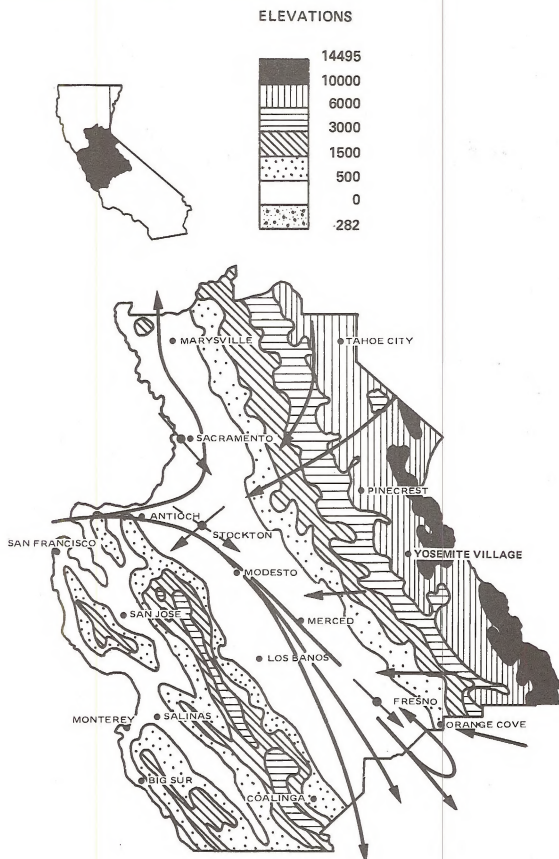 ELEVATIONS
14495
10000
6000
3000
1500
500
0
-282
MARYSVILLE
TAHOE CITY
SACRAMENTO
PINECREST
ANTIOCH
STOCKTON
SAN FRANCISCO
YOSEMITE VILLAGE
MODESTO
SAN JOSE
MERCED
LOS BANOS
FRESNO
MONTEREY
SALINAS
ORANGE COVE
BIG SUR
COALINGA